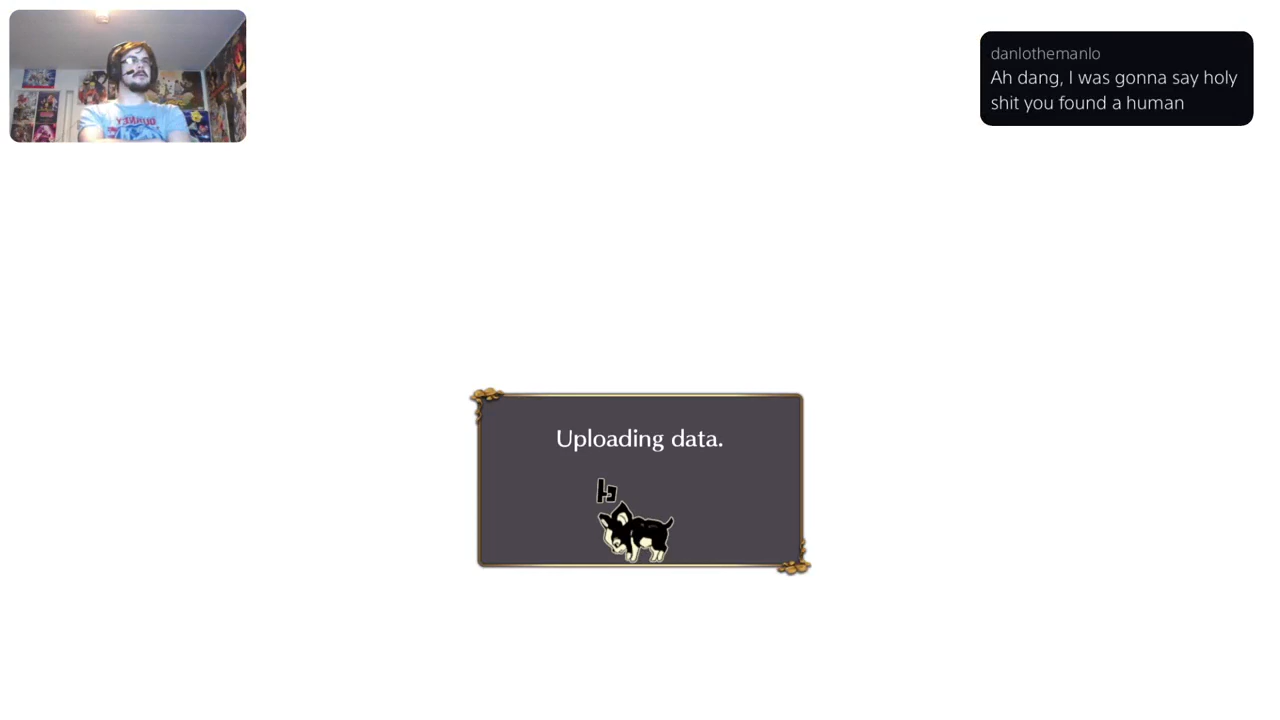 danlothemanlo
Ah dang, I was gonna say holy
shit you found a human
Uploading data.